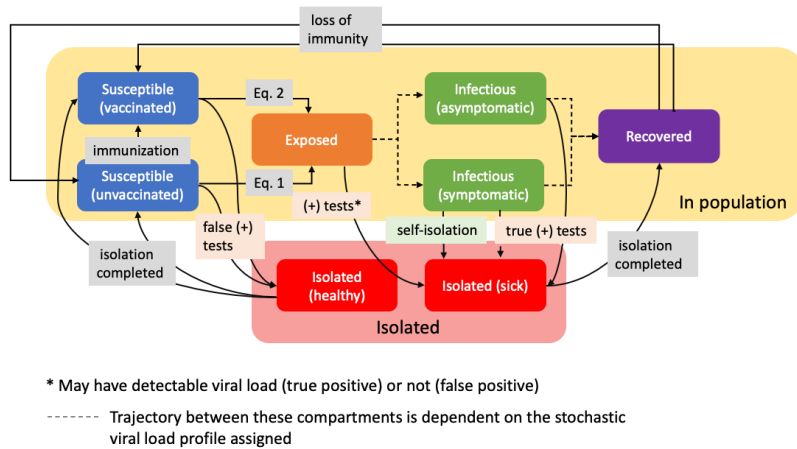 loss of
immunity
Susceptible
(vaccinated)
Eq. 2
Infectious
(asymptomatic)
Exposed
Recovered
immunization
Susceptible
(unvaccinated)
Eq. 1
Infectious
(symptomatic)
(+) tests*
In population
false (+)
tests
self-isolation
true (+) tests
isolation
completed
isolation
completed
Isolated
(healthy)
Isolated (sick)
Isolated
* May have detectable viral load (true positive) or not (false positive)
Trajectory between these compartments is dependent on the stochastic
viral load profile assigned